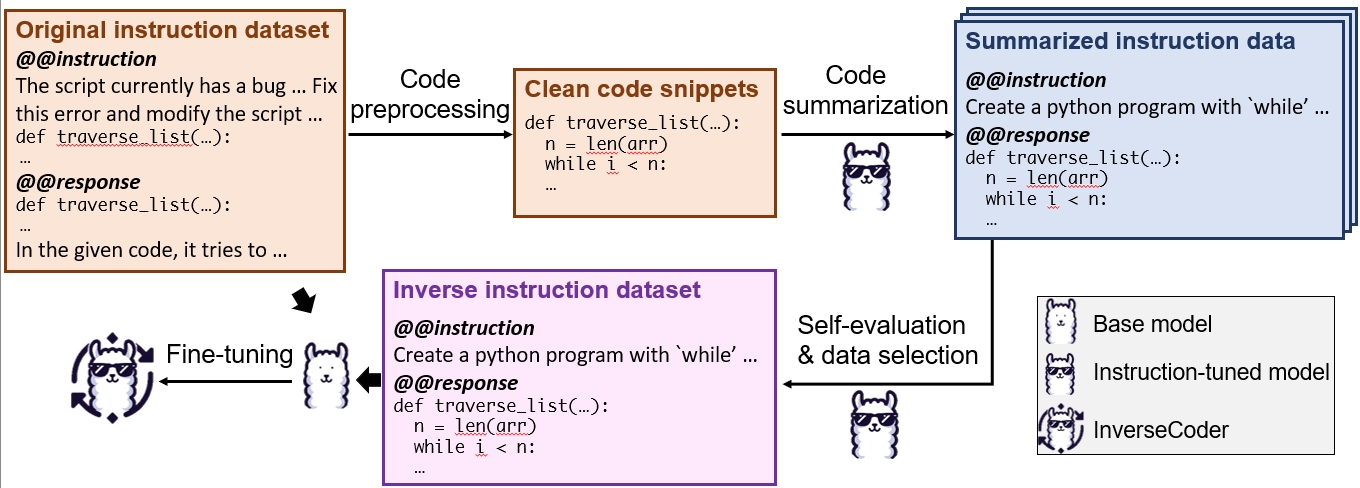 Original instruction dataset
@@instruction
The script currently has a bug ... Fix
this error and modify the script ...
def traverse_list(…):
…
@@response
def traverse_list(…):
…
In the given code, it tries to ...
Code
preprocessing
Clean code snippets
def traverse_list(…):
n = len(arr)
while i < n:
…
Code
summarization
Summarized instruction data
@@instruction
Create a python program with `while’ ...
@@response
def traverse_list(…):
n = len(arr)
while i < n:
…
Self-evaluation
& data selection
Inverse instruction dataset
@@instruction
Create a python program with `while’ ...
@@response
def traverse_list(…):
n = len(arr)
while i < n:
…
Fine-tuning
Base model
Instruction-tuned model
InverseCoder